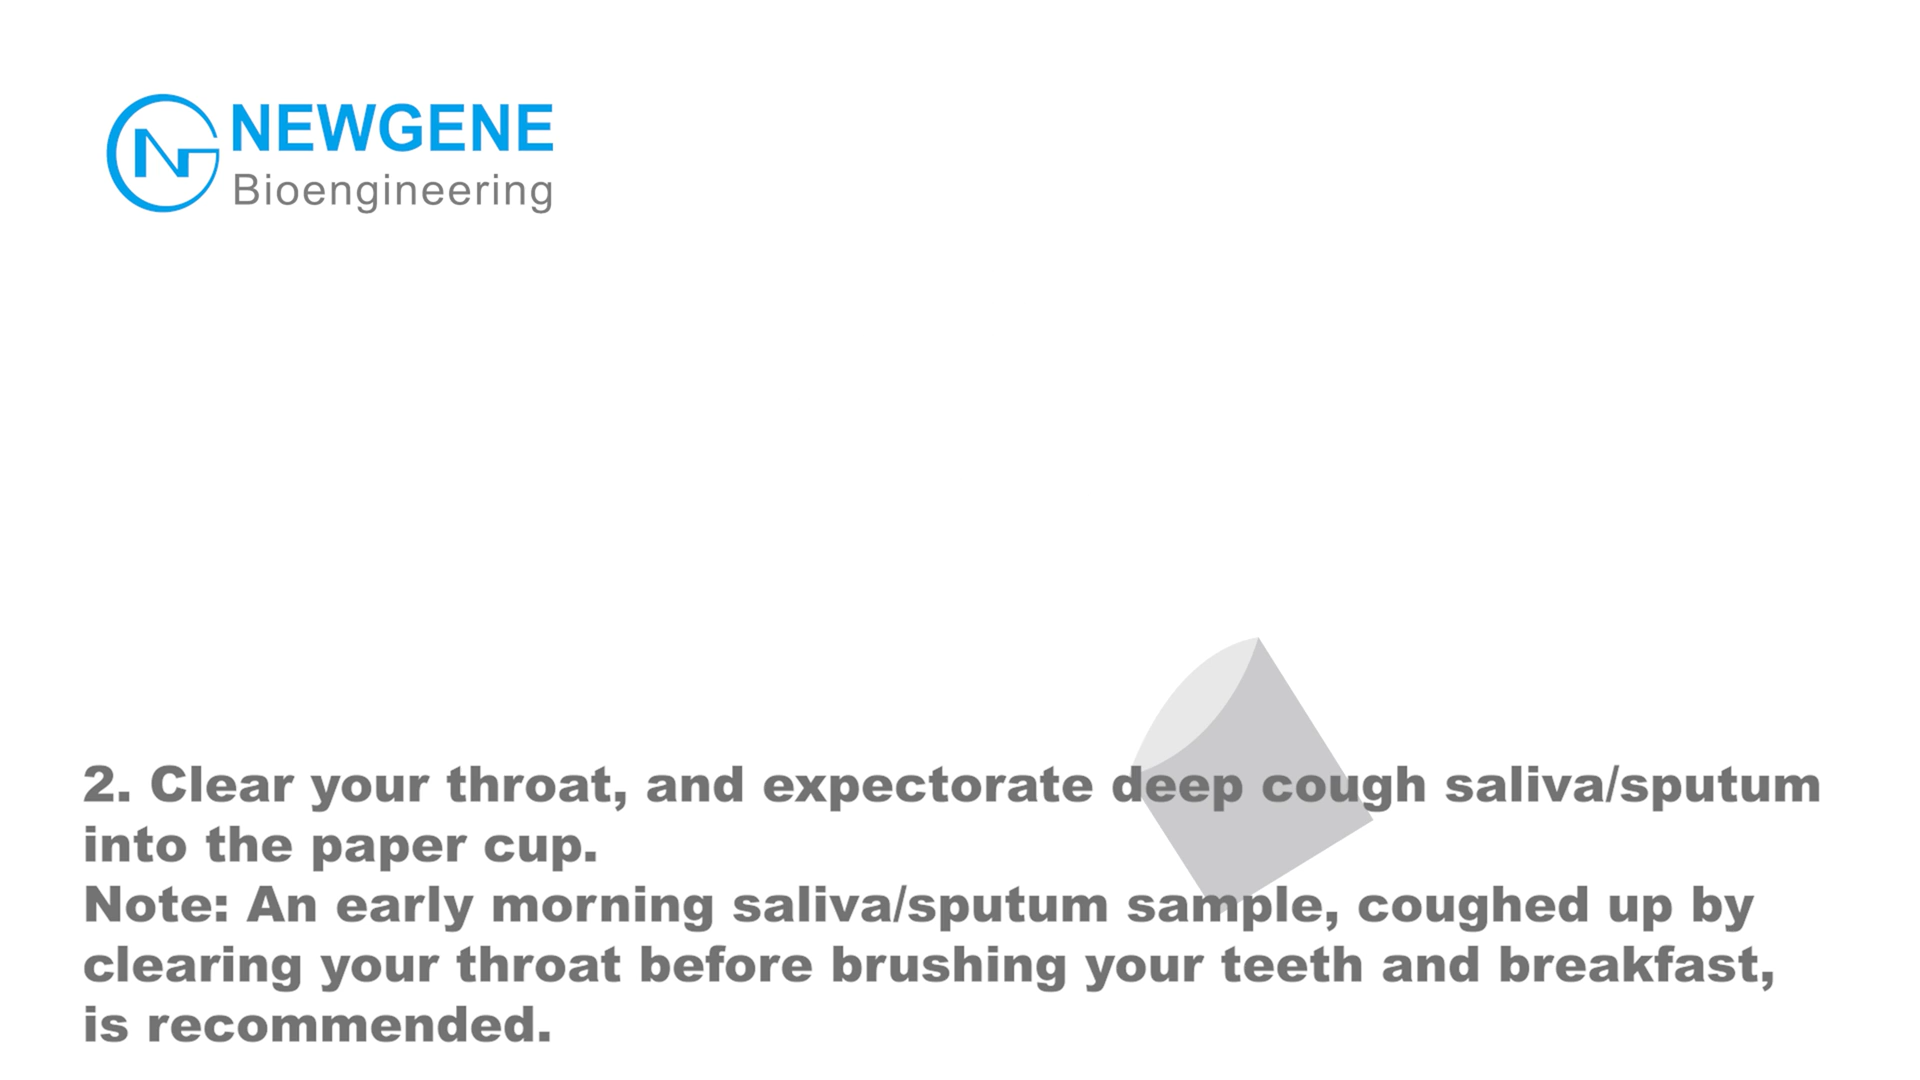 NEWGENE
Bioengineering
2. Clear your throat, and expectorate deep cough saliva/sputum
into the paper cup.
Note: An early morning saliva/sputum sample, coughed up by
clearing your throat before brushing your teeth and breakfast,
is recommended.